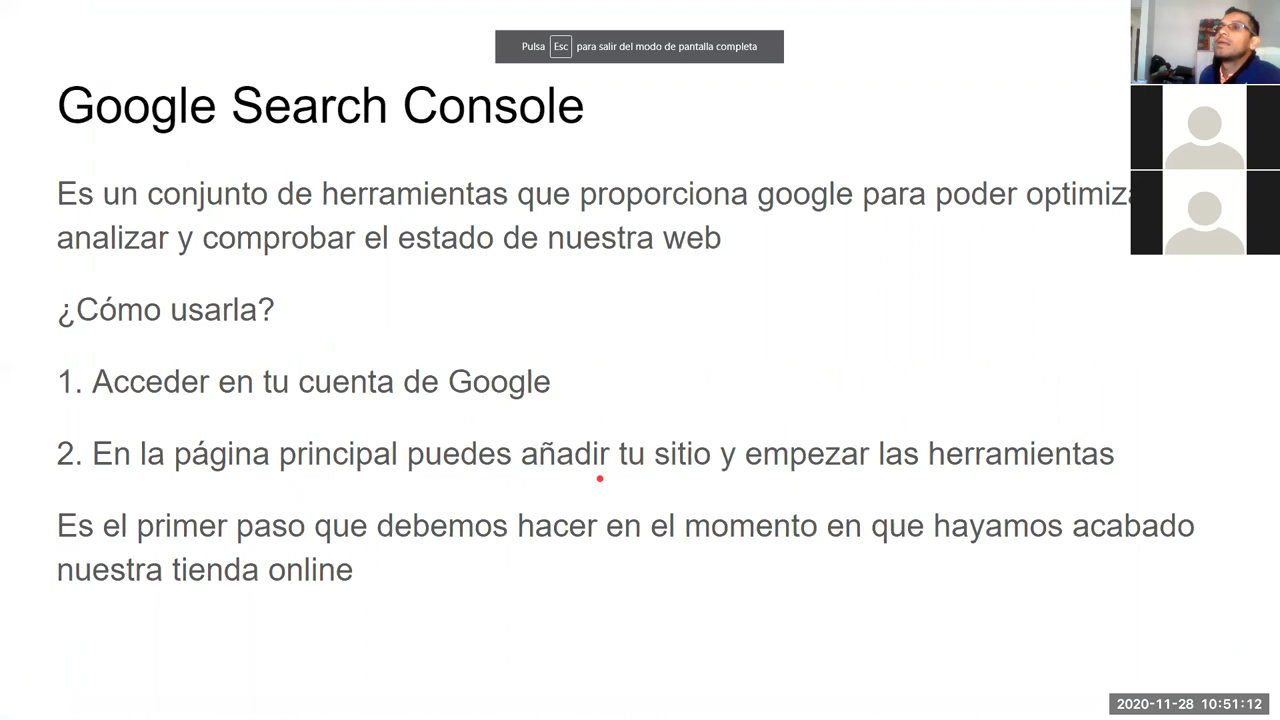 Pulsa Esc para salir del modo de pantalla completa
Google Search Console
Es un conjunto de herramientas que proporciona google para poder
analizar y comprobar el estado de nuestra web
¿Cómo usarla?
1. Acceder en tu cuenta de Google
2. En la página principal puedes añadir tu sitio y empezar las herramientas
Es el primer paso que debemos hacer en el momento en que hayamos acabado
nuestra tienda online
2020-11-28 10:51:12